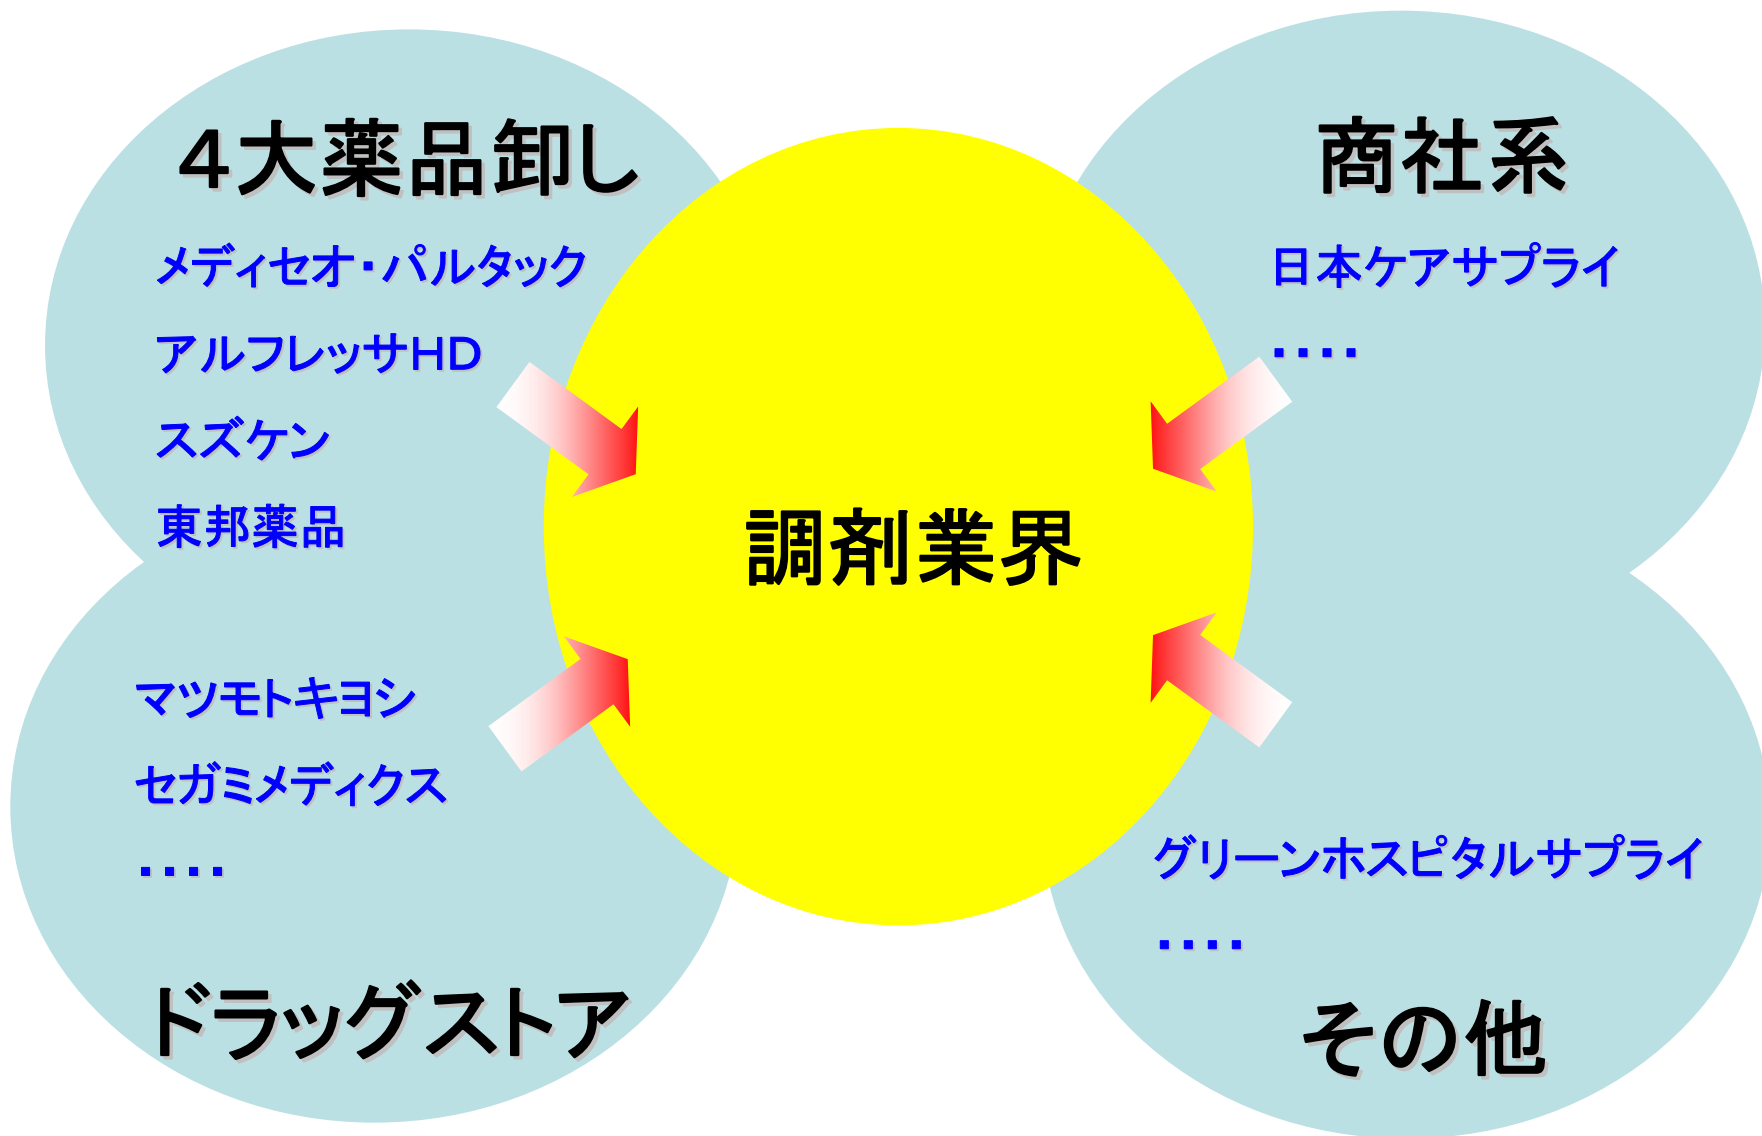 ４大薬品卸し
メディセオ・パルタック
アルフレッサHD
スズケン
東邦薬品
商社系
日本ケアサプライ
････
調剤業界
マツモトキヨシ
セガミメディクス
････
ドラッグストア
グリーンホスピタルサプライ
････
その他